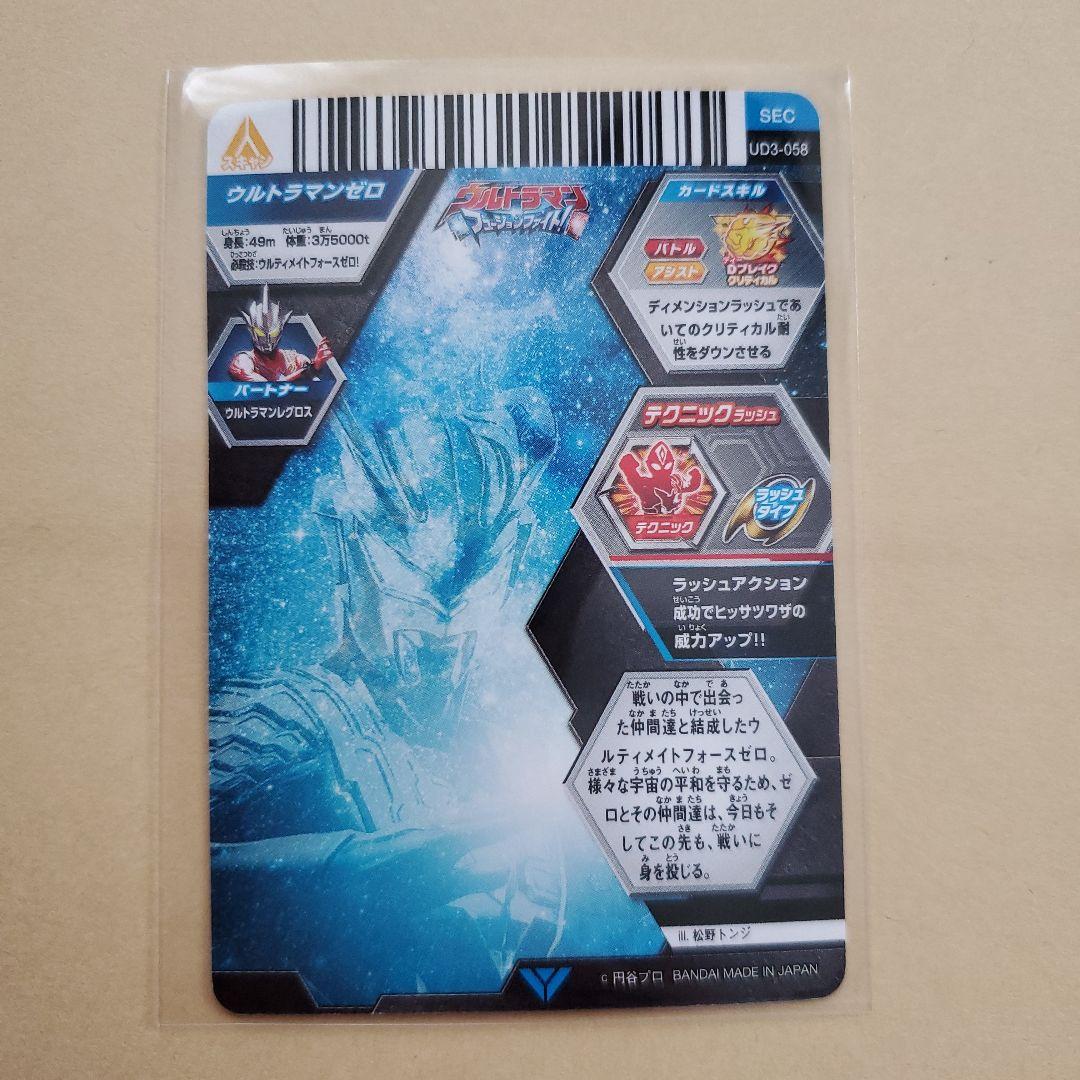 スキャン
SEC
UD3-058
ウルトラマンゼロ
しんちょう たいじゅう まん
身長:49m 体重:3万5000t
ひっさつわざ
必殺技:ウルティメイトフォースゼロ!
ウルトラマン
フュージョンファイト!
カードスキル
バトル
アシスト
Dブレイク
クリティカル
ディメンションラッシュであ
たい
いてのクリティカル耐
せい
性をダウンさせる
パートナー
ウルトラマンレグロス
テクニックラッシュ
テクニック
ラッシュ
タイプ
ラッシュアクション
せいこう
成功でヒッサツワザの
いりょく
威力アップ!!
たたか なか で あ
戦いの中で出会っ
なか ま たち けっせい
た仲間達と結成したウ
ルティメイトフォースゼロ。
さまざま うちゅう へいわ まも
様々な宇宙の平和を守るため、ゼ
なか ま たち きょう
ロとその仲間達は、今日もそ
さき たたか
してこの先も、戦いに
み とう
身を投じる。
ill. 松野トンジ
c 円谷プロ BANDAI MADE IN JAPAN